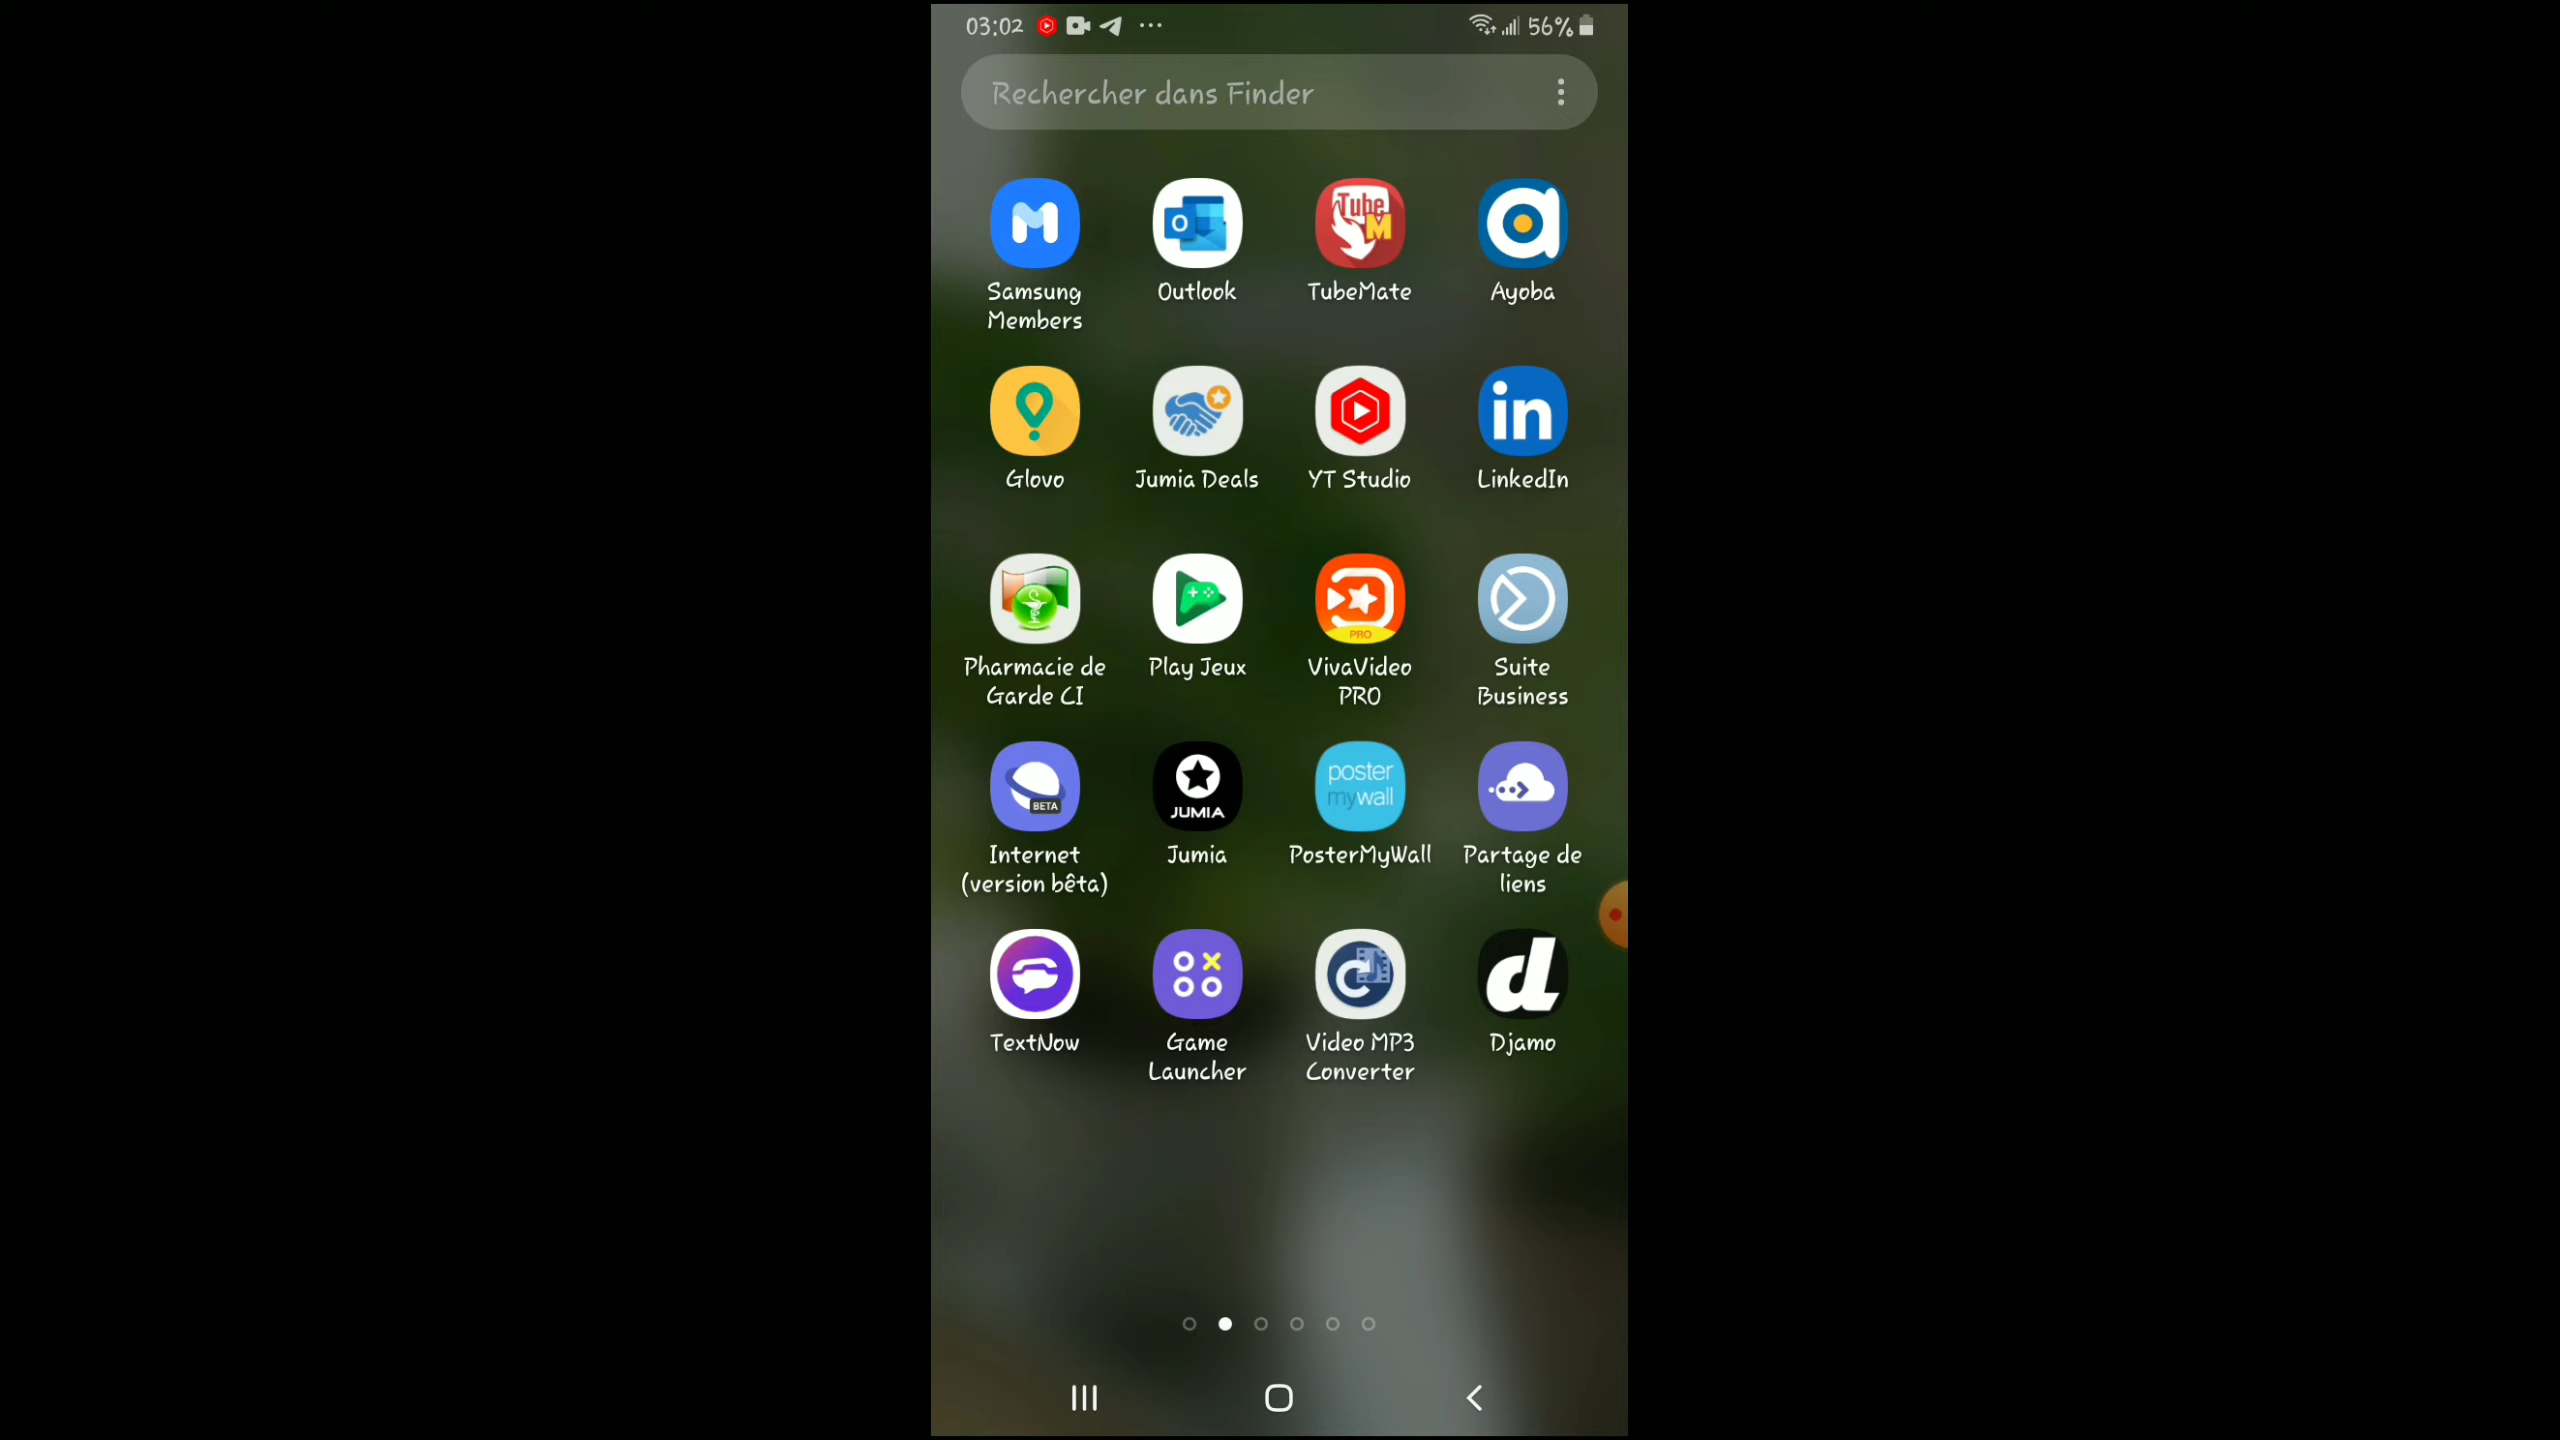 03:02 56%
Rechercher dans Finder
O Tube M
Samsung Outlook TubeMate Ayoba
Members
in
Glovo Jumia Deals YT Studio LinkedIn
PRO
Pharmacie de Play Jeux VivaVideo Suite
Garde CI PRO Business
BETA JUMIA poster mywall
Internet Jumia PosterMyWall Partage de
(version bêta) liens
TextNow Game Video MP3 Djamo
Launcher Converter